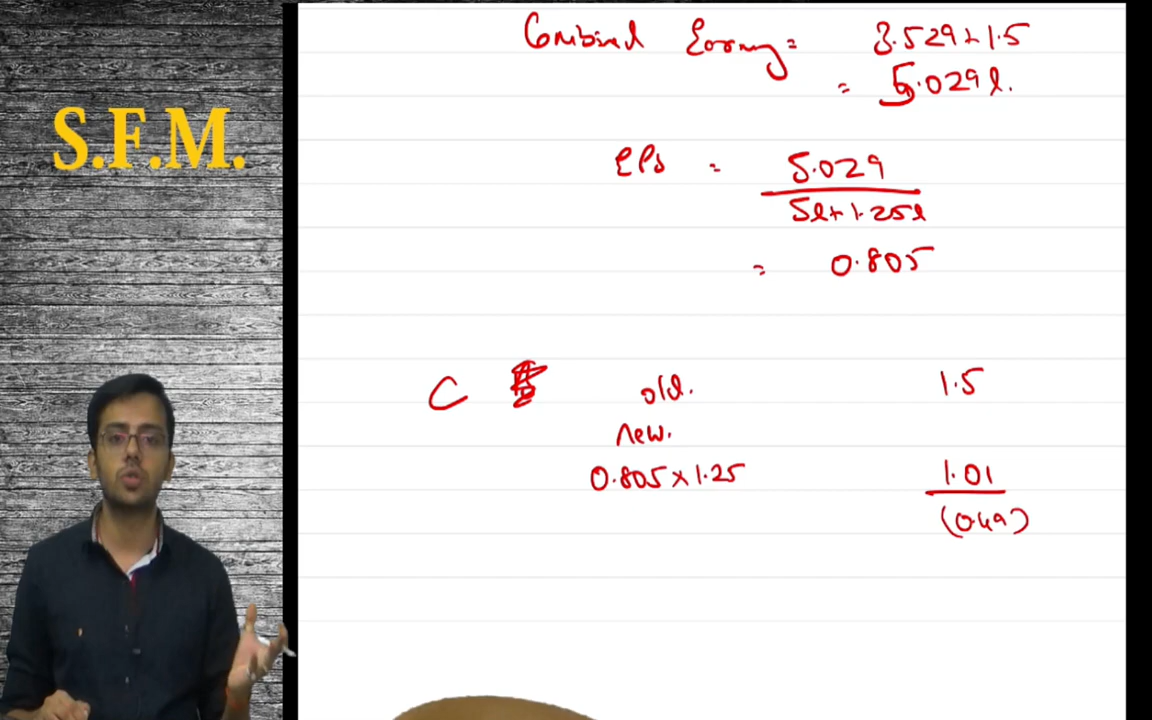 S.F.M.
Combined Earning = 3.529 + 1.5
= 5.029 l.
EPS = 5.029
5l + 1.25l
= 0.805
C old. 1.5
new.
0.805 x 1.25 1.01
(0.49)